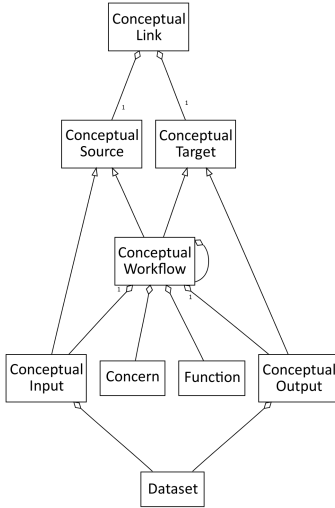 Conceptual
Link
1
1
Conceptual
Source
Conceptual
Target
Conceptual
Workflow
1
1
Conceptual
Input
Concern
Function
Conceptual
Output
Dataset